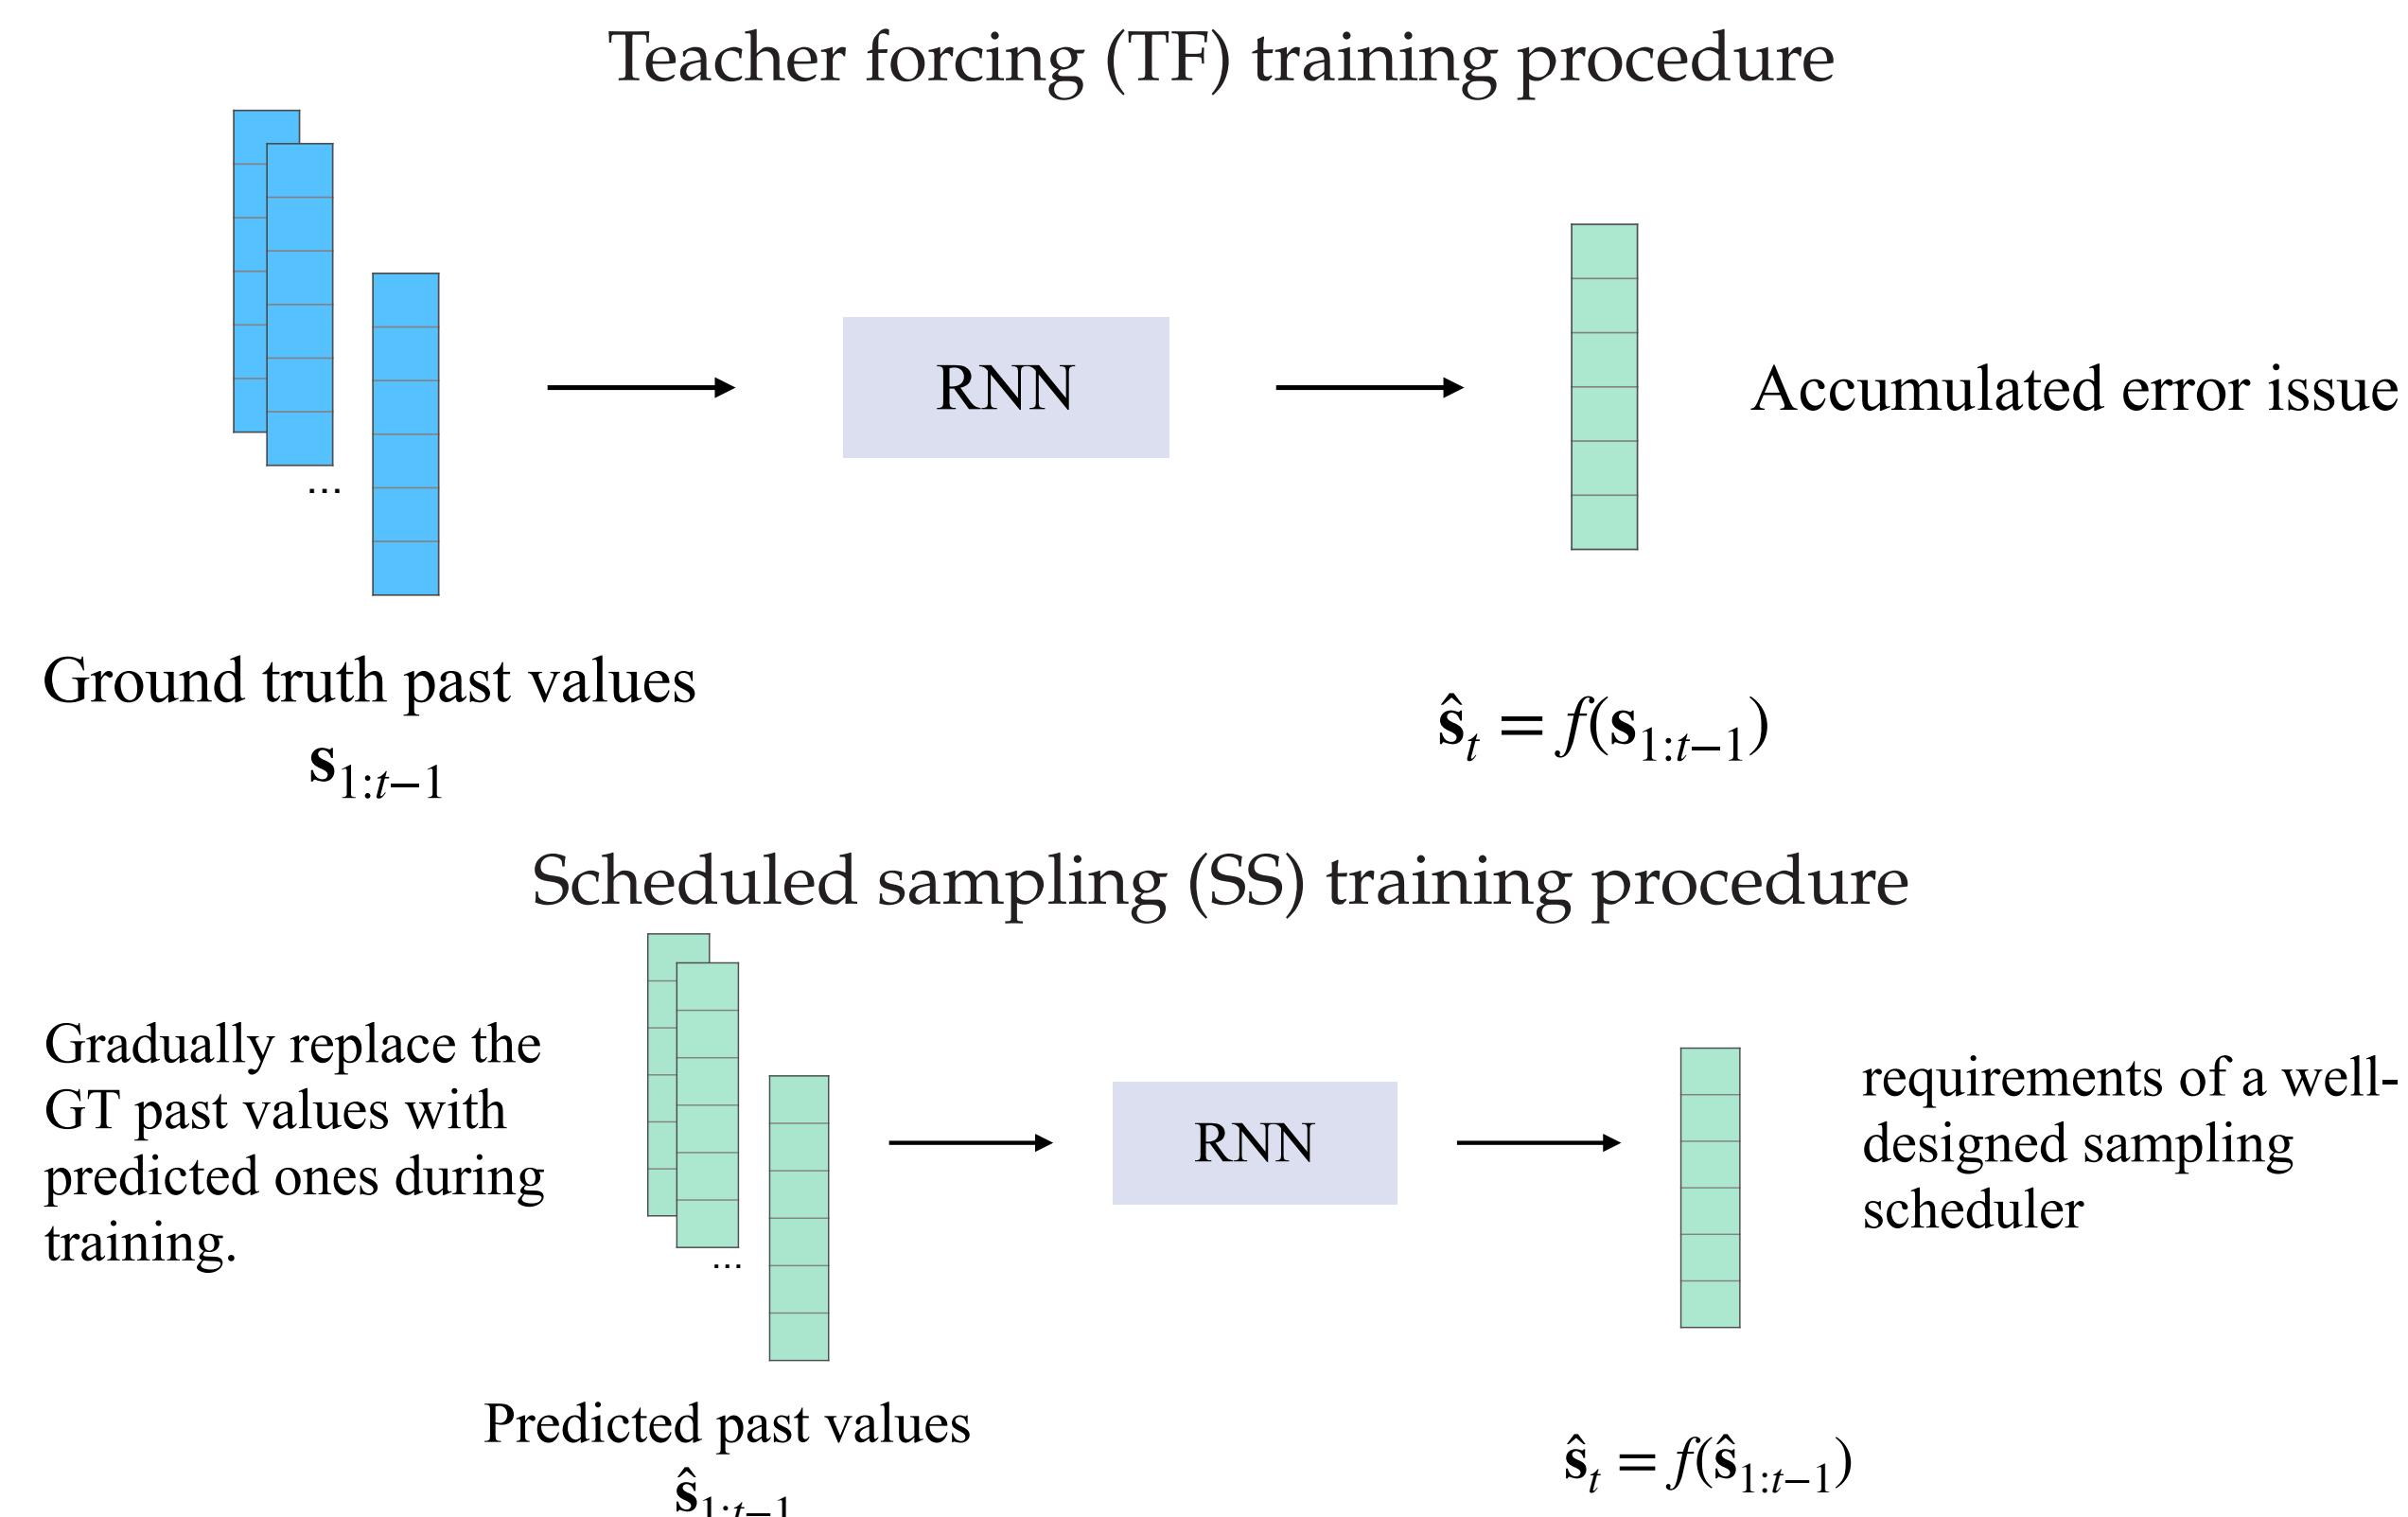 Teacher forcing (TF) training procedure
RNN
Accumulated error issue
...
Ground truth past values
𝐬₁:ₜ₋₁
𝐬̂ₜ = f(𝐬₁:ₜ₋₁)
Scheduled sampling (SS) training procedure
Gradually replace the
GT past values with
predicted ones during
training.
...
RNN
requirements of a well-
designed sampling
scheduler
Predicted past values
𝐬̂₁:ₜ₋₁
𝐬̂ₜ = f(𝐬̂₁:ₜ₋₁)